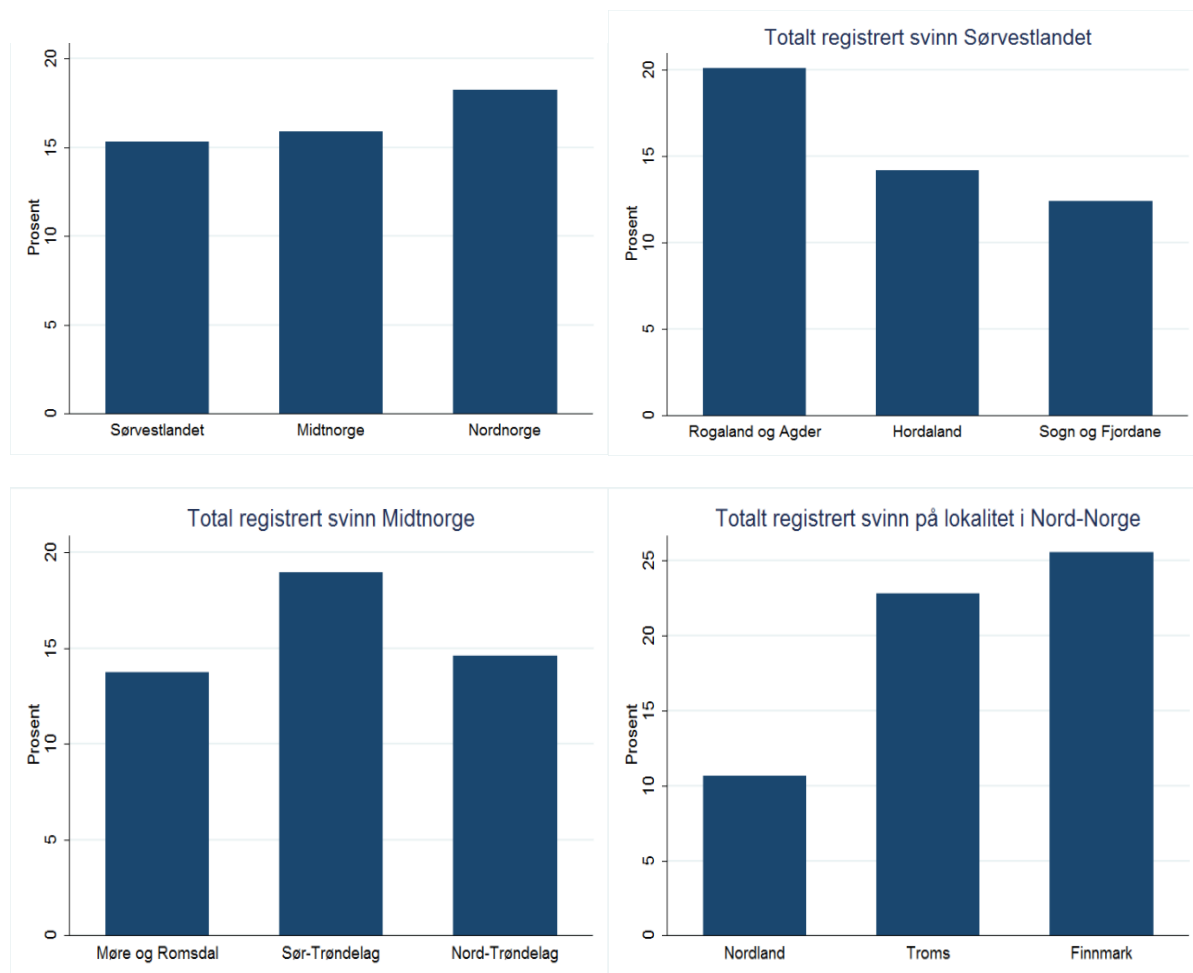 Prosent
20
15
10
5
0
Sørvestlandet Midtnorge Nordnorge
Totalt registrert svinn Sørvestlandet
Prosent
20
15
10
5
0
Rogaland og Agder Hordaland Sogn og Fjordane
Total registrert svinn Midtnorge
Prosent
20
15
10
5
0
Møre og Romsdal Sør-Trøndelag Nord-Trøndelag
Totalt registrert svinn på lokalitet i Nord-Norge
Prosent
25
20
15
10
5
0
Nordland Troms Finnmark